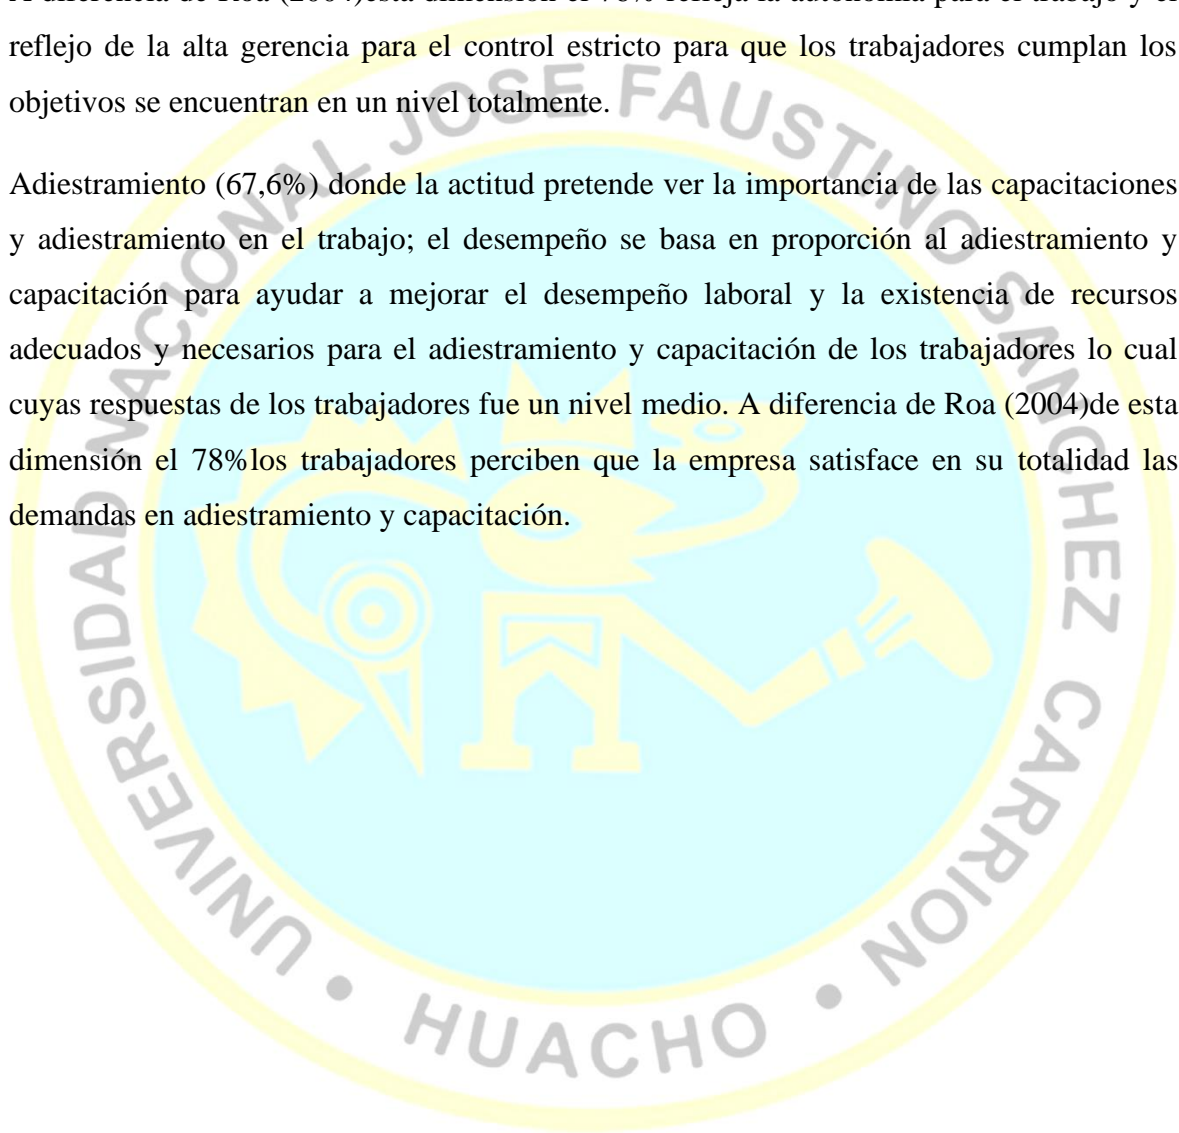 reflejo de la alta gerencia para el control estricto para que los trabajadores cumplan los
objetivos se encuentran en un nivel totalmente.
Adiestramiento (67,6%) donde la actitud pretende ver la importancia de las capacitaciones
y adiestramiento en el trabajo; el desempeño se basa en proporción al adiestramiento y
capacitación para ayudar a mejorar el desempeño laboral y la existencia de recursos
adecuados y necesarios para el adiestramiento y capacitación de los trabajadores lo cual
cuyas respuestas de los trabajadores fue un nivel medio. A diferencia de Roa (2004)de esta
dimensión el 78%los trabajadores perciben que la empresa satisface en su totalidad las
demandas en adiestramiento y capacitación.
UNIVERSIDAD NACIONAL JOSE FAUSTINO SANCHEZ CARRION
• HUACHO •